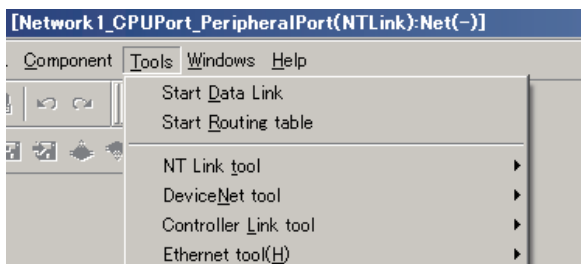 [Network1_CPUPort_PeripheralPort(NTLink):Net(-)]
Component Tools Windows Help
Start Data Link
Start Routing table
NT Link tool
DeviceNet tool
Controller Link tool
Ethernet tool(H)